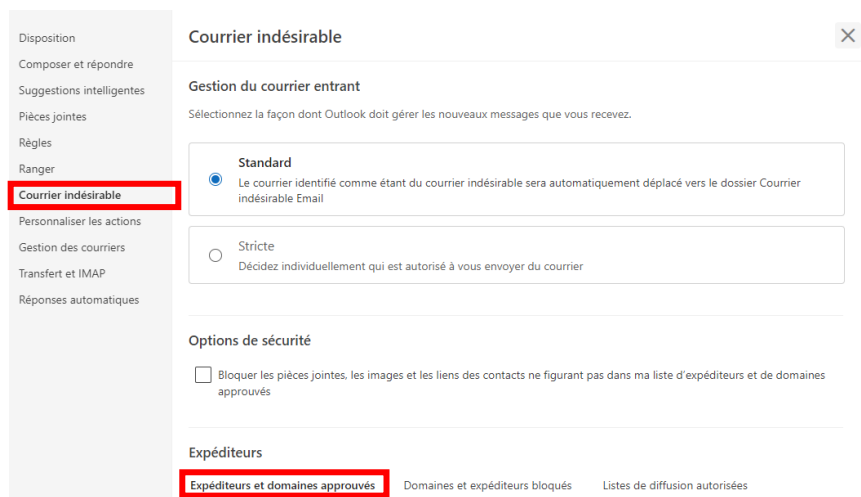 Disposition
Composer et répondre
Suggestions intelligentes
Pièces jointes
Règles
Ranger
Courrier indésirable
Personnaliser les actions
Gestion des courriers
Transfert et IMAP
Réponses automatiques
Courrier indésirable
Gestion du courrier entrant
Sélectionnez la façon dont Outlook doit gérer les nouveaux messages que vous recevez.
Standard
Le courrier identifié comme étant du courrier indésirable sera automatiquement déplacé vers le dossier Courrier
indésirable Email
Stricte
Décidez individuellement qui est autorisé à vous envoyer du courrier
Options de sécurité
Bloquer les pièces jointes, les images et les liens des contacts ne figurant pas dans ma liste d'expéditeurs et de domaines
approuvés
Expéditeurs
Expéditeurs et domaines approuvés Domaines et expéditeurs bloqués Listes de diffusion autorisées